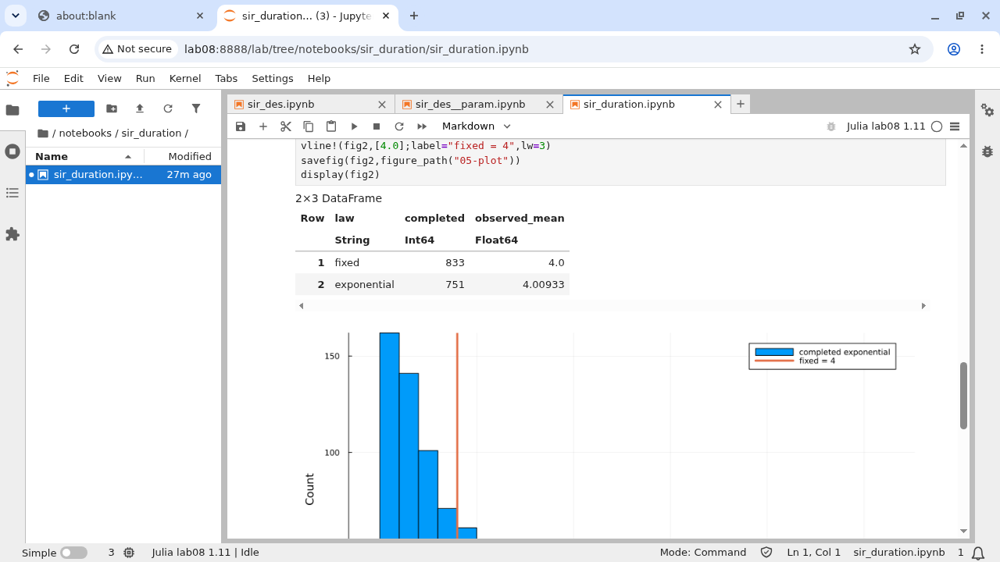 about:blank
sir_duration... (3) - Jupyte
Not secure
lab08:8888/lab/tree/notebooks/sir_duration/sir_duration.ipynb
File Edit View Run Kernel Tabs Settings Help
sir_des.ipynb
sir_des__param.ipynb
sir_duration.ipynb
Markdown
Julia lab08 1.11
/ notebooks / sir_duration /
Name Modified
sir_duration.ipy... 27m ago
vline!(fig2,[4.0];label="fixed = 4",lw=3)
savefig(fig2,figure_path("05-plot"))
display(fig2)
2×3 DataFrame
Row law completed observed_mean
String Int64 Float64
1 fixed 833 4.0
2 exponential 751 4.00933
completed exponential
fixed = 4
150
100
Count
Simple 3 Julia lab08 1.11 | Idle Mode: Command Ln 1, Col 1 sir_duration.ipynb 1